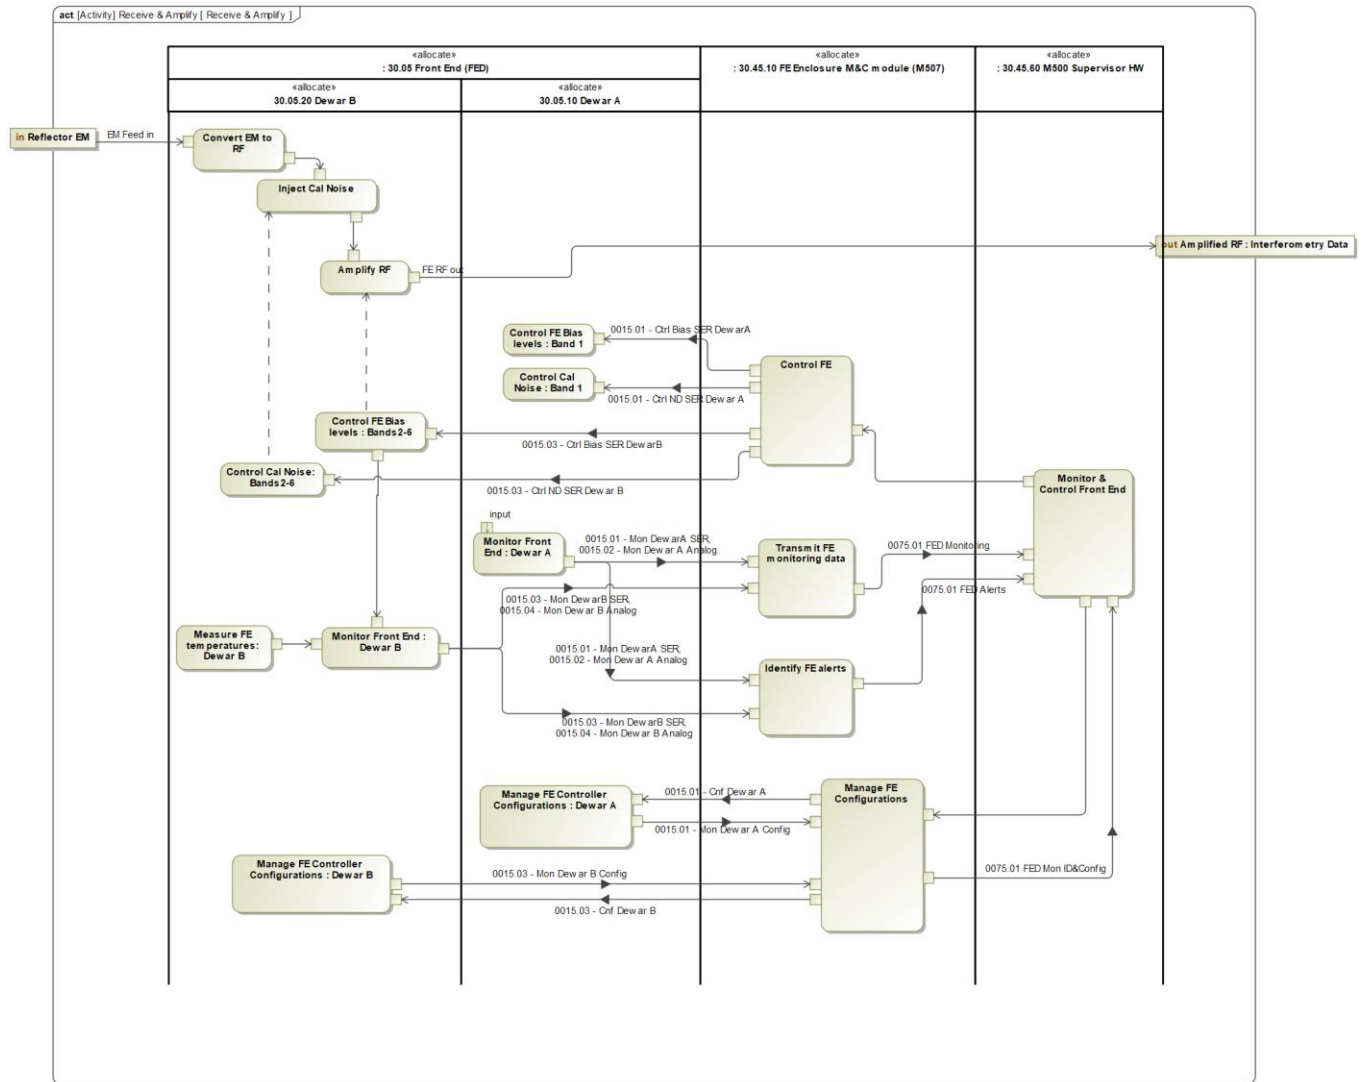 act [Activity] Receive & Amplify [ Receive & Amplify ]
«allocate»
: 30.05 Front End (FED)
«allocate»
: 30.45.10 FE Enclosure M&C module (M507)
«allocate»
: 30.45.60 M500 Supervisor HW
«allocate»
30.05.20 Dewar B
«allocate»
30.05.10 Dewar A
in Reflector EM
EM Feed in
Convert EM to
RF
Inject Cal Noise
Amplify RF
FE RF out
out Amplified RF : Interferometry Data
Control FE Bias
levels : Band 1
0015.01 - Ctrl Bias SER DewarA
Control FE
Control Cal
Noise : Band 1
0015.01 - Ctrl ND SER Dewar A
Control FE Bias
levels : Bands2-6
0015.03 - Ctrl Bias SER DewarB
Control Cal Noise:
Bands2-6
0015.03 - Ctrl ND SER Dewar B
Monitor &
Control Front End
input
Monitor Front
End : Dewar A
0015.01 - Mon DewarA SER,
0015.02 - Mon Dewar A Analog
Transmit FE
monitoring data
0075.01 FED Monitoring
0015.03 - Mon DewarB SER,
0015.04 - Mon Dewar B Analog
0075.01 FED Alerts
Measure FE
temperatures:
Dewar B
Monitor Front End :
Dewar B
0015.01 - Mon DewarA SER,
0015.02 - Mon Dewar A Analog
Identify FE alerts
0015.03 - Mon DewarB SER,
0015.04 - Mon Dewar B Analog
Manage FE Controller
Configurations : Dewar A
0015.01 - Cnf Dewar A
0015.01 - Mon Dewar A Config
Manage FE
Configurations
Manage FE Controller
Configurations : Dewar B
0015.03 - Mon Dewar B Config
0015.03 - Cnf Dewar B
0075.01 FED Mon ID&Config